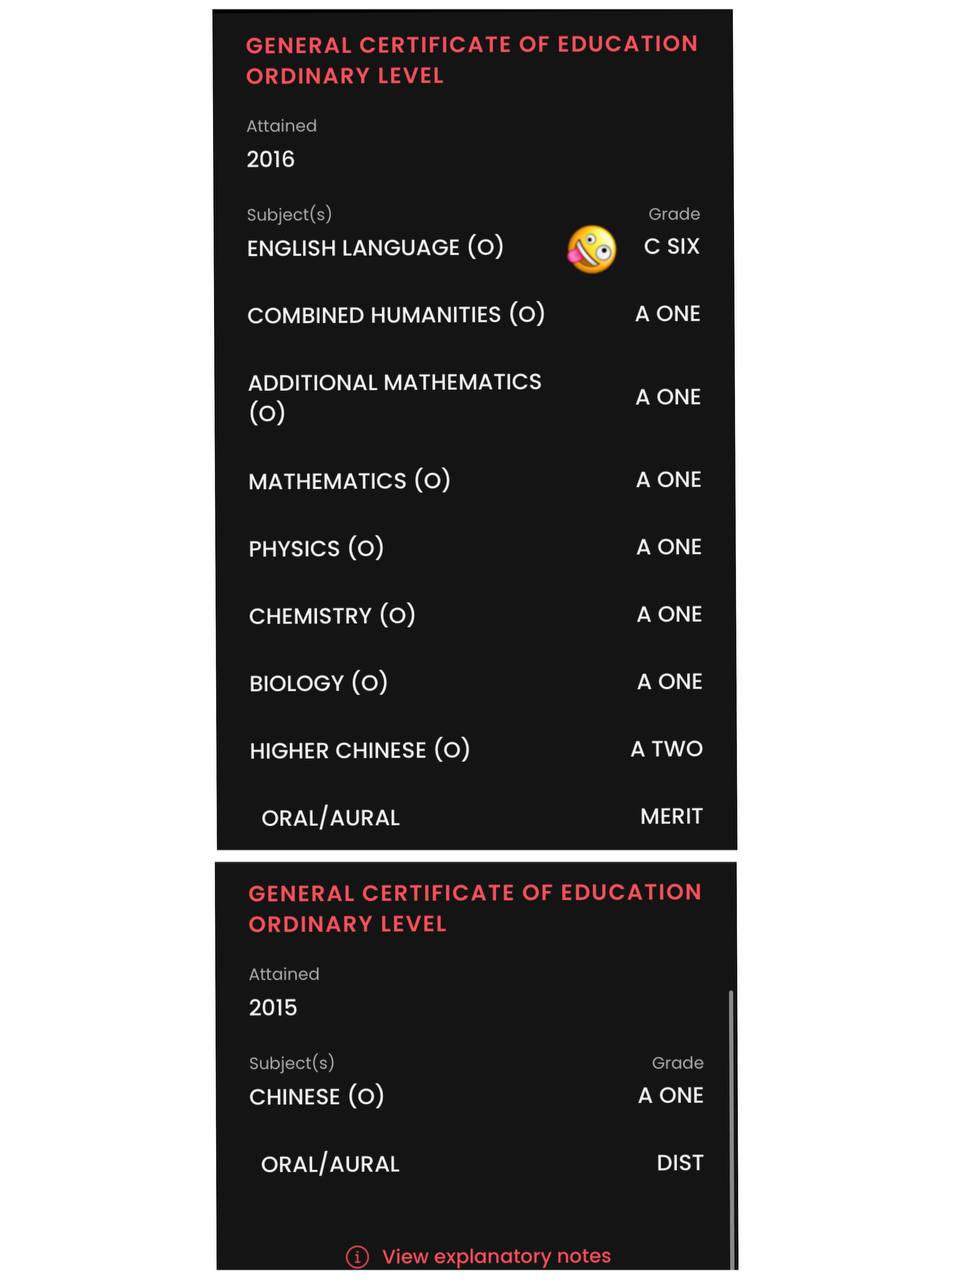 GENERAL CERTIFICATE OF EDUCATION
ORDINARY LEVEL
Attained
2016
Subject(s) Grade
ENGLISH LANGUAGE (O) C SIX
COMBINED HUMANITIES (O) A ONE
ADDITIONAL MATHEMATICS
(O) A ONE
MATHEMATICS (O) A ONE
PHYSICS (O) A ONE
CHEMISTRY (O) A ONE
BIOLOGY (O) A ONE
HIGHER CHINESE (O) A TWO
ORAL/AURAL MERIT
GENERAL CERTIFICATE OF EDUCATION
ORDINARY LEVEL
Attained
2015
Subject(s) Grade
CHINESE (O) A ONE
ORAL/AURAL DIST
View explanatory notes